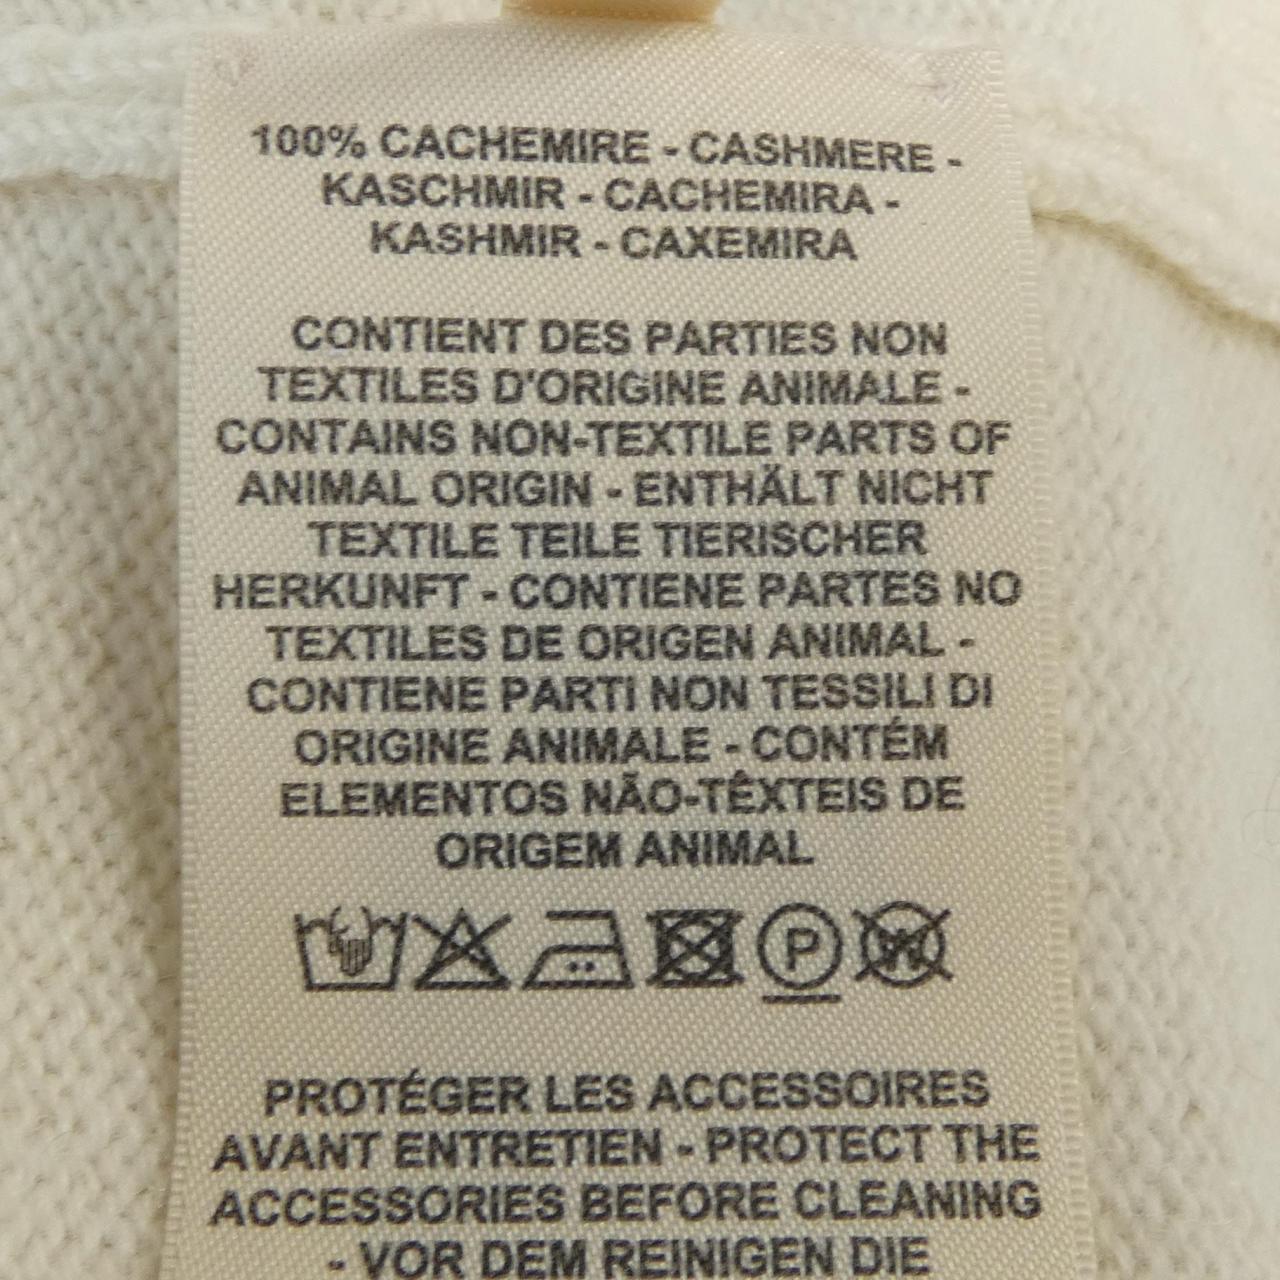 100% CACHEMIRE - CASHMERE -
KASCHMIR - CACHEMIRA -
KASHMIR - CAXEMIRA
CONTIENT DES PARTIES NON
TEXTILES D'ORIGINE ANIMALE -
CONTAINS NON-TEXTILE PARTS OF
ANIMAL ORIGIN - ENTHÄLT NICHT
TEXTILE TEILE TIERISCHER
HERKUNFT - CONTIENE PARTES NO
TEXTILES DE ORIGEN ANIMAL -
CONTIENE PARTI NON TESSILI DI
ORIGINE ANIMALE - CONTÉM
ELEMENTOS NÃO-TÊXTEIS DE
ORIGEM ANIMAL
P W
PROTÉGER LES ACCESSOIRES
AVANT ENTRETIEN - PROTECT THE
ACCESSORIES BEFORE CLEANING
- VOR DEM REINIGEN DIE